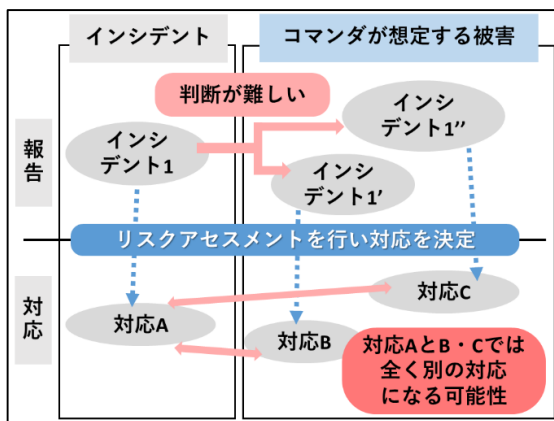 インシデント
コマンダが想定する被害
判断が難しい
報告
インシ
デント1
インシ
デント1''
インシ
デント1'
リスクアセスメントを行い対応を決定
対応
対応A
対応B
対応C
対応AとB・Cでは
全く別の対応
になる可能性